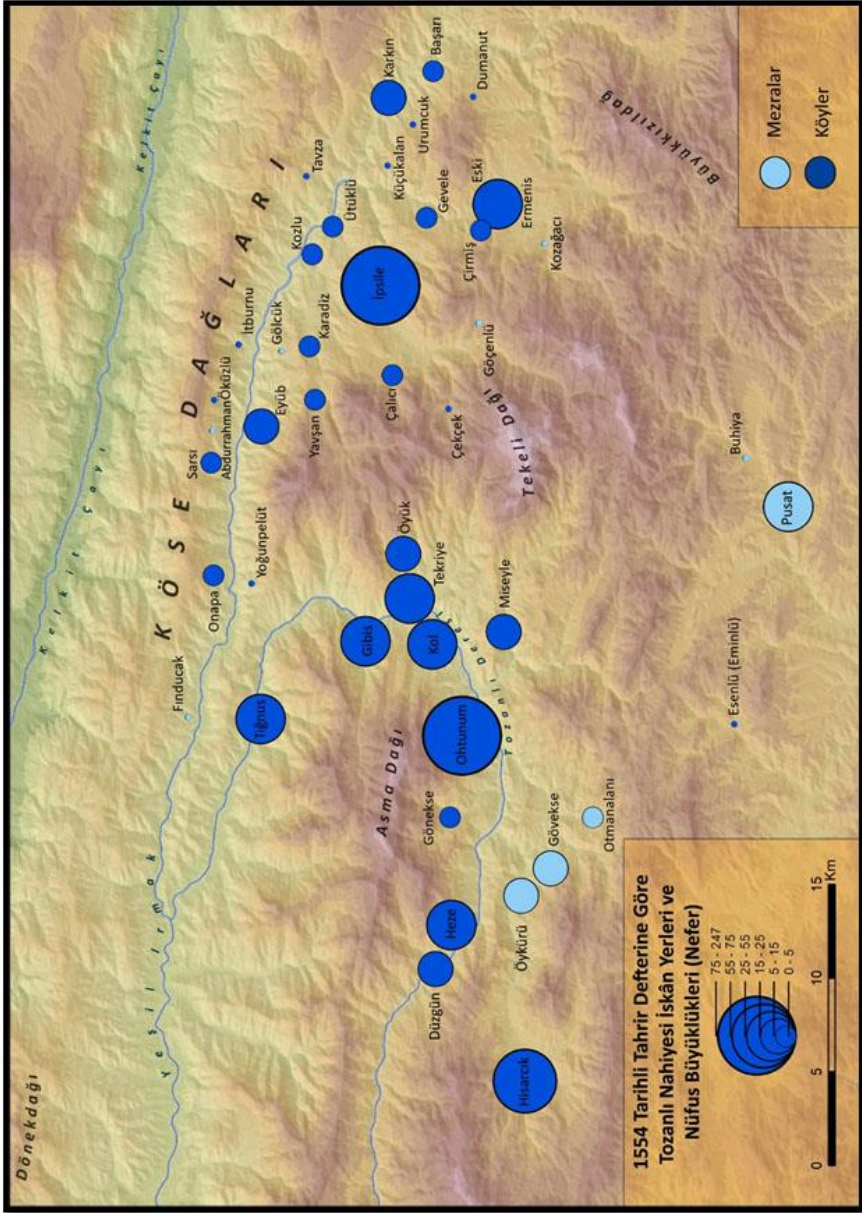 Dönekdağı
Kelkit Çayı
Kelkit Çayı
Yeşilırmak
KÖSE DAĞLARI
Fınducak
Onapa
Sarsı
Abdurrahman
Öküzlü
İtburnu
Gölcük
Yoğunpelüt
Eyüb
Kozlu
Tavza
Ütüklü
Karadiz
Yavşan
Tığnus
Gibis
Öyük
Tekriye
Kol
Çalıcı
İpsile
Küçükalan
Karkın
Urumcuk
Başarı
Dumanut
Gevele
Eski
Ermenis
Çirmiş
Kozağacı
Göçenlü
Çekçek
Tekeli Dağı
Büyükkızıldağ
Asma Dağı
Ohtunum
Tozanlı Deresi
Miseyle
Gönekse
Heze
Düzgün
Öykürü
Gövekse
Otmanalanı
Hisarcık
Esenlü (Eminlü)
Pusat
Buhiya
1554 Tarihli Tahrir Defterine Göre
Tozanlı Nahiyesi İskân Yerleri ve
Nüfus Büyüklükleri (Nefer)
75 - 247
55 - 75
25 - 55
15 - 25
5 - 15
0 - 5
0 5 10 15
Km
Mezralar
Köyler